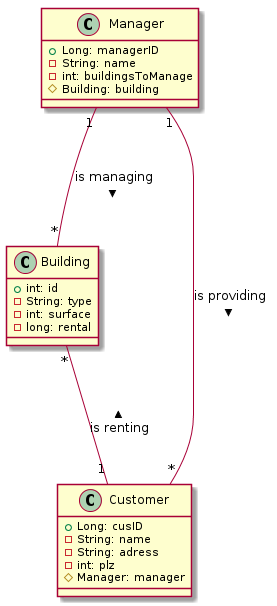 C Manager
Long: managerID
String: name
int: buildingsToManage
Building: building
1 1
is managing
*
C Building
int: id
String: type
int: surface
long: rental
is providing
*
is renting
1 *
C Customer
Long: cusID
String: name
String: adress
int: plz
Manager: manager